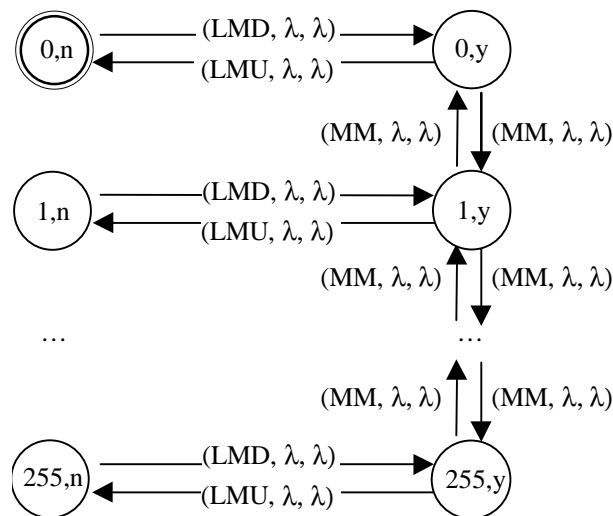 (LMD, λ, λ)
0,n 0,y
(LMU, λ, λ)
(MM, λ, λ) (MM, λ, λ)
(LMD, λ, λ)
1,n 1,y
(LMU, λ, λ)
(MM, λ, λ) (MM, λ, λ)
... ...
(MM, λ, λ) (MM, λ, λ)
(LMD, λ, λ)
255,n 255,y
(LMU, λ, λ)